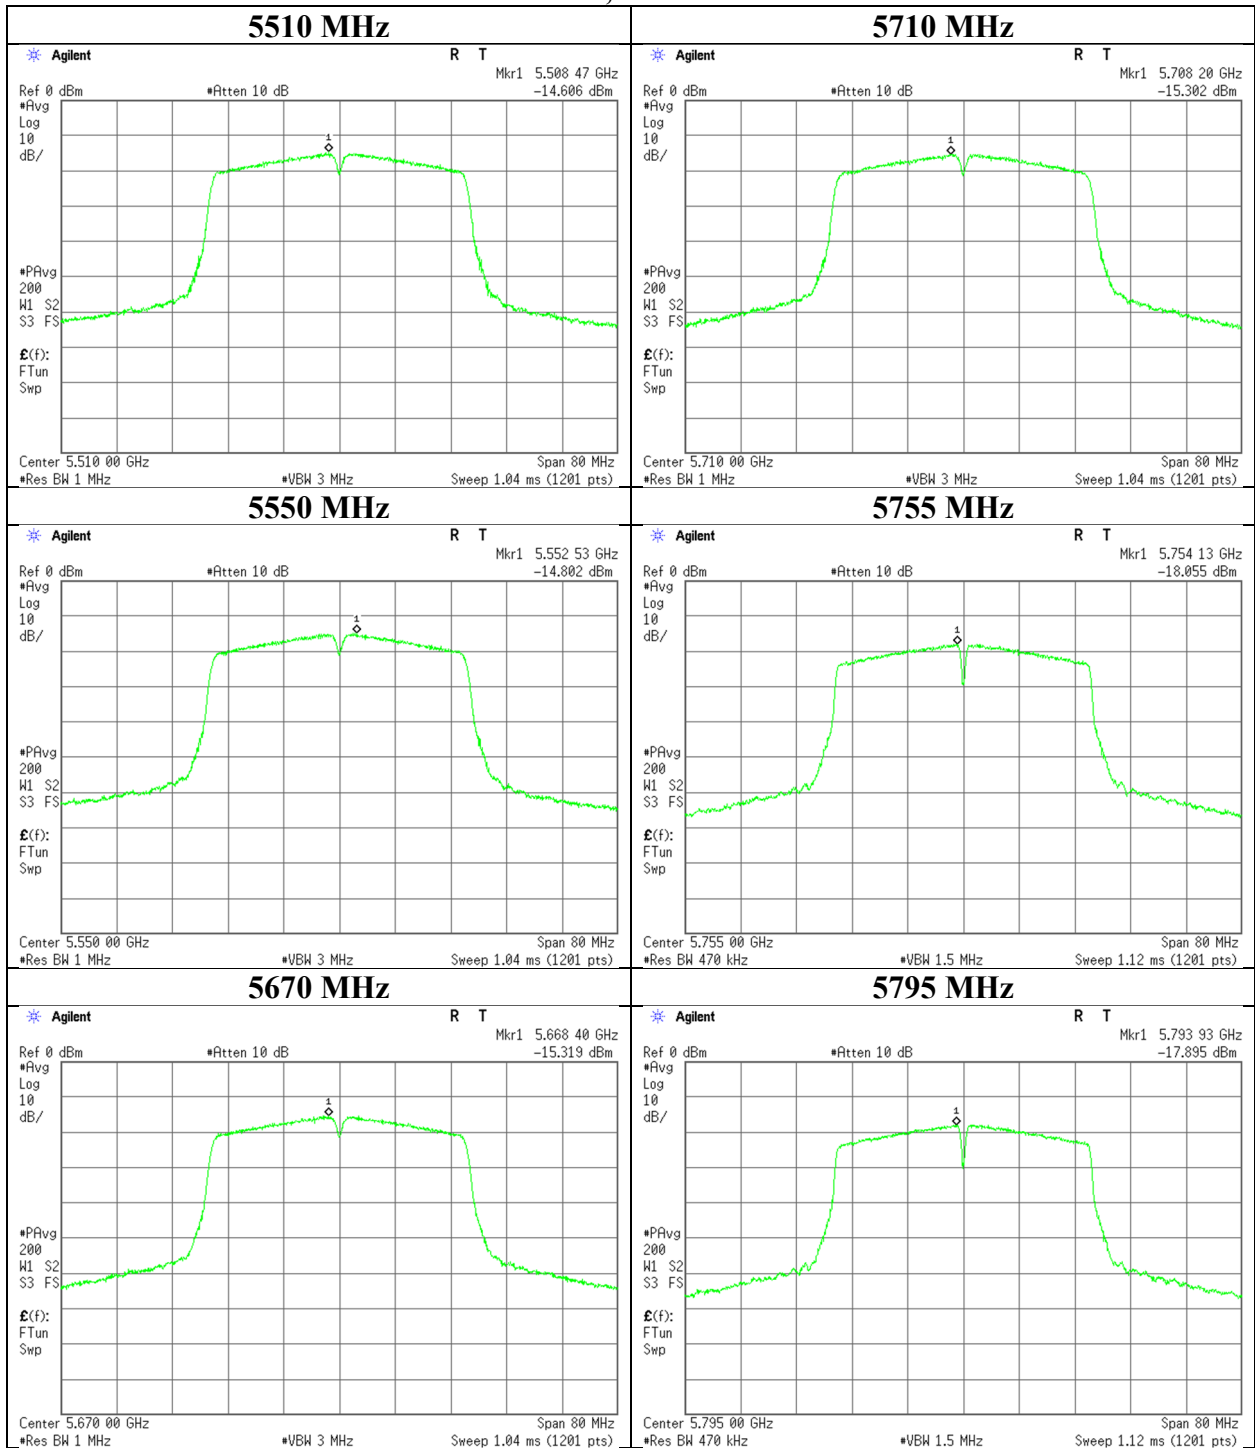 5510 MHz
Agilent R T
Mkr1 5.508 47 GHz
Ref 0 dBm #Atten 10 dB -14.606 dBm
#Avg
Log
10
dB/
1
#PAvg
200
W1 S2
S3 FS
£(f):
FTun
Swp
Center 5.510 00 GHz Span 80 MHz
#Res BW 1 MHz #VBW 3 MHz Sweep 1.04 ms (1201 pts)
5710 MHz
Agilent R T
Mkr1 5.708 20 GHz
Ref 0 dBm #Atten 10 dB -15.302 dBm
#Avg
Log
10
dB/
1
#PAvg
200
W1 S2
S3 FS
£(f):
FTun
Swp
Center 5.710 00 GHz Span 80 MHz
#Res BW 1 MHz #VBW 3 MHz Sweep 1.04 ms (1201 pts)
5550 MHz
Agilent R T
Mkr1 5.552 53 GHz
Ref 0 dBm #Atten 10 dB -14.802 dBm
#Avg
Log
10
dB/
1
#PAvg
200
W1 S2
S3 FS
£(f):
FTun
Swp
Center 5.550 00 GHz Span 80 MHz
#Res BW 1 MHz #VBW 3 MHz Sweep 1.04 ms (1201 pts)
5755 MHz
Agilent R T
Mkr1 5.754 13 GHz
Ref 0 dBm #Atten 10 dB -18.055 dBm
#Avg
Log
10
dB/
1
#PAvg
200
W1 S2
S3 FS
£(f):
FTun
Swp
Center 5.755 00 GHz Span 80 MHz
#Res BW 470 kHz #VBW 1.5 MHz Sweep 1.12 ms (1201 pts)
5670 MHz
Agilent R T
Mkr1 5.668 40 GHz
Ref 0 dBm #Atten 10 dB -15.319 dBm
#Avg
Log
10
dB/
1
#PAvg
200
W1 S2
S3 FS
£(f):
FTun
Swp
Center 5.670 00 GHz Span 80 MHz
#Res BW 1 MHz #VBW 3 MHz Sweep 1.04 ms (1201 pts)
5795 MHz
Agilent R T
Mkr1 5.793 93 GHz
Ref 0 dBm #Atten 10 dB -17.895 dBm
#Avg
Log
10
dB/
1
#PAvg
200
W1 S2
S3 FS
£(f):
FTun
Swp
Center 5.795 00 GHz Span 80 MHz
#Res BW 470 kHz #VBW 1.5 MHz Sweep 1.12 ms (1201 pts)